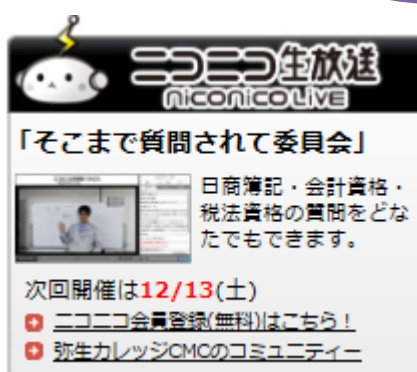 ニコニコ生放送
niconico LIVE
「そこまで質問されて委員会」
日商簿記・会計資格・
税法資格の質問をどな
たでもできます。
次回開催は12/13(土)
ニコニコ会員登録(無料)はこちら！
弥生カレッジCMCのコミュニティー